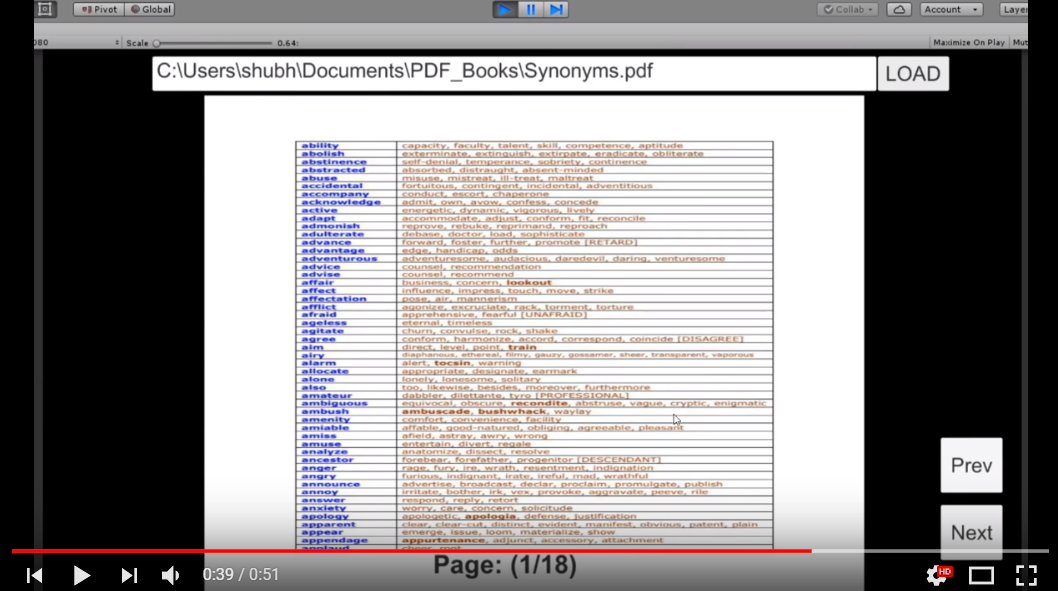 Pivot Global Collab Account Layer
080 Scale 0.64: Maximize On Play Mut
C:\Users\shubh\Documents\PDF_Books\Synonyms.pdf LOAD
ability capacity, faculty, talent, skill, competence, aptitude
abolish exterminate, extinguish, extirpate, eradicate, obliterate
abstinence self-denial, temperance, sobriety, continence
abstracted absorbed, distraught, absent-minded
abuse misuse, mistreat, ill-treat, maltreat
accidental fortuitous, contingent, incidental, adventitious
accompany conduct, escort, chaperone
acknowledge admit, own, avow, confess, concede
active energetic, dynamic, vigorous, lively
adapt accommodate, adjust, conform, fit, reconcile
admonish reprove, rebuke, reprimand, reproach
adulterate debase, doctor, load, sophisticate
advance forward, foster, further, promote [RETARD]
advantage edge, handicap, odds
adventurous adventuresome, audacious, daredevil, daring, venturesome
advice counsel, recommendation
advise counsel, recommend
affair business, concern, lookout
affect influence, impress, touch, move, strike
affectation pose, air, mannerism
afflict agonize, excruciate, rack, torment, torture
afraid apprehensive, fearful [UNAFRAID]
ageless eternal, timeless
agitate churn, convulse, rock, shake
agree conform, harmonize, accord, correspond, coincide [DISAGREE]
aim direct, level, point, train
airy diaphanous, ethereal, filmy, gauzy, gossamer, sheer, transparent, vaporous
alarm alert, tocsin, warning
allocate appropriate, designate, earmark
alone lonely, lonesome, solitary
also too, likewise, besides, moreover, furthermore
amateur dabbler, dilettante, tyro [PROFESSIONAL]
ambiguous equivocal, obscure, recondite, abstruse, vague, cryptic, enigmatic
ambush ambuscade, bushwhack, waylay
amenity comfort, convenience, facility
amiable affable, good-natured, obliging, agreeable, pleasant
amiss afield, astray, awry, wrong
amuse entertain, divert, regale
analyze anatomize, dissect, resolve
ancestor forebear, forefather, progenitor [DESCENDANT]
anger rage, fury, ire, wrath, resentment, indignation
angry furious, indignant, irate, ireful, mad, wrathful
announce advertise, broadcast, declar, proclaim, promulgate, publish
annoy irritate, bother, irk, vex, provoke, aggravate, peeve, rile
answer respond, reply, retort
anxiety worry, care, concern, solicitude
apology apologetic, apologia, defense, justification
apparent clear, clear-cut, distinct, evident, manifest, obvious, patent, plain
appear emerge, issue, loom, materialize, show
appendage appurtenance, adjunct, accessory, attachment
applaud cheer, root
Prev
Next
Page: (1/18)
0:39 / 0:51 HD